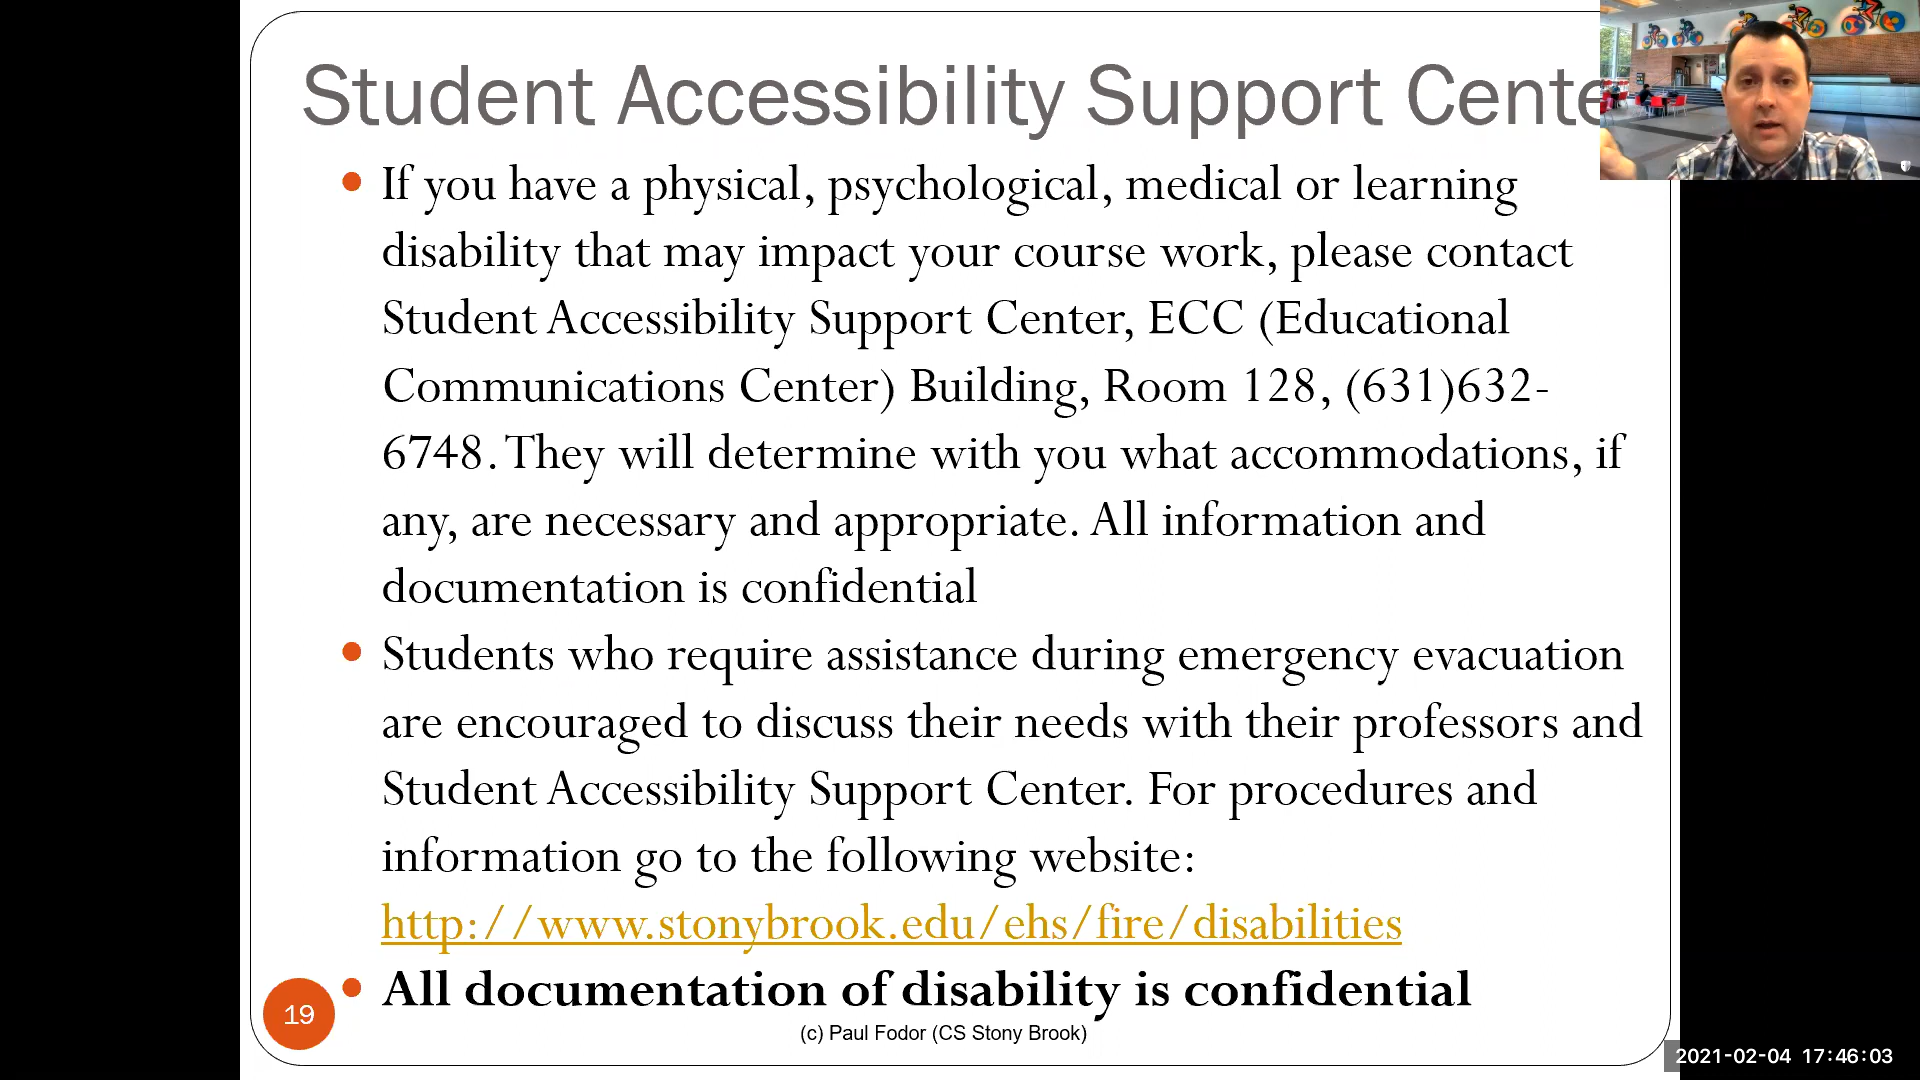 Student Accessibility Support Cente
If you have a physical, psychological, medical or learning
disability that may impact your course work, please contact
Student Accessibility Support Center, ECC (Educational
Communications Center) Building, Room 128, (631)632-
6748. They will determine with you what accommodations, if
any, are necessary and appropriate. All information and
documentation is confidential
Students who require assistance during emergency evacuation
are encouraged to discuss their needs with their professors and
Student Accessibility Support Center. For procedures and
information go to the following website:
http://www.stonybrook.edu/ehs/fire/disabilities
All documentation of disability is confidential
19
(c) Paul Fodor (CS Stony Brook)
2021-02-04 17:46:03